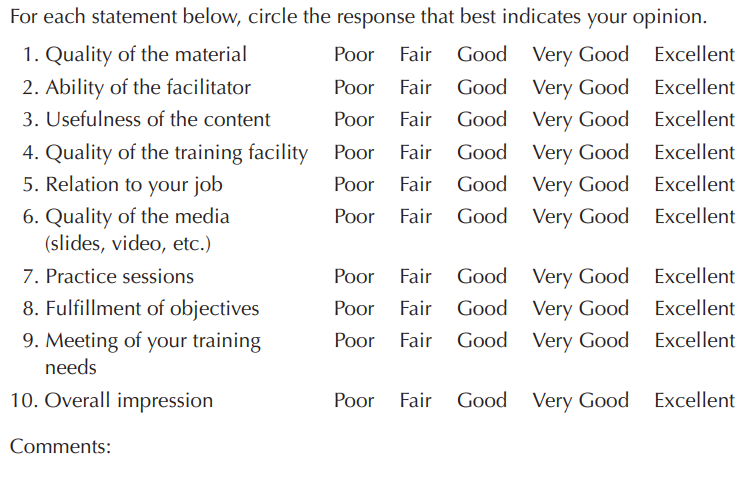 For each statement below, circle the response that best indicates your opinion.
1. Quality of the material Poor Fair Good Very Good Excellent
2. Ability of the facilitator Poor Fair Good Very Good Excellent
3. Usefulness of the content Poor Fair Good Very Good Excellent
4. Quality of the training facility Poor Fair Good Very Good Excellent
5. Relation to your job Poor Fair Good Very Good Excellent
6. Quality of the media Poor Fair Good Very Good Excellent
(slides, video, etc.)
7. Practice sessions Poor Fair Good Very Good Excellent
8. Fulfillment of objectives Poor Fair Good Very Good Excellent
9. Meeting of your training Poor Fair Good Very Good Excellent
needs
10. Overall impression Poor Fair Good Very Good Excellent
Comments: